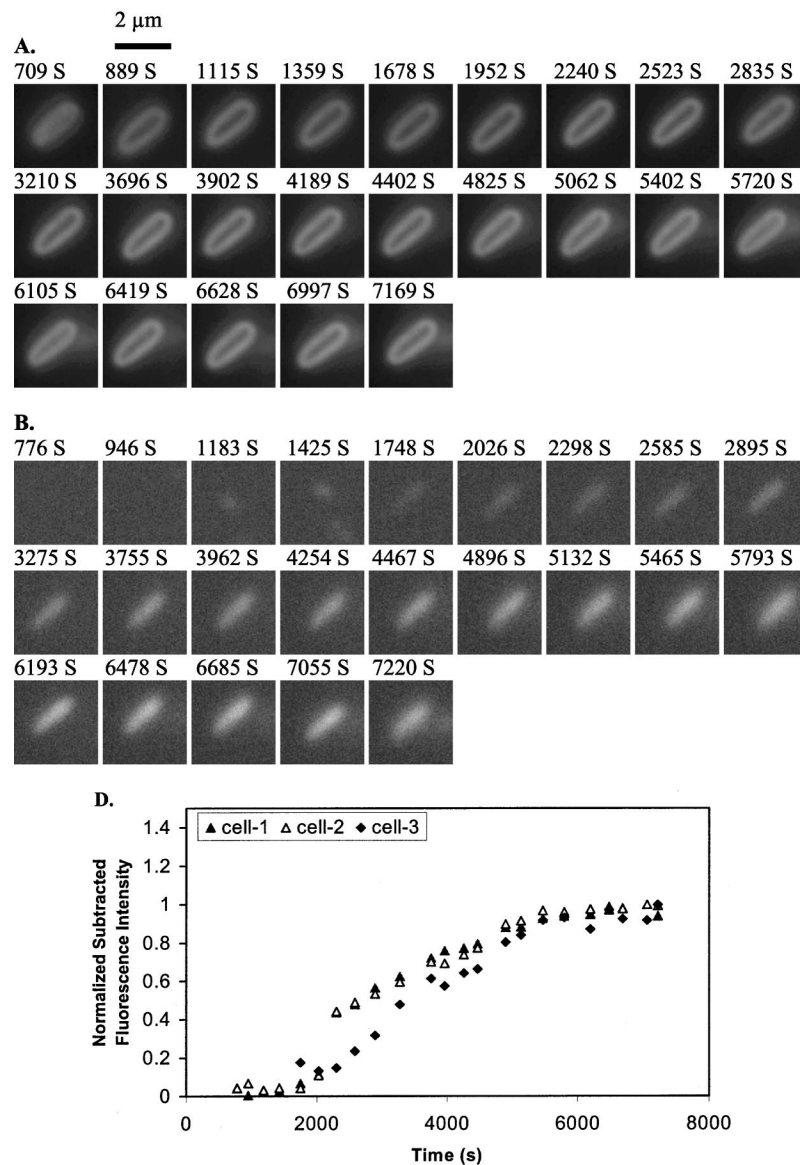 2 µm
A.
709 S 889 S 1115 S 1359 S 1678 S 1952 S 2240 S 2523 S 2835 S
3210 S 3696 S 3902 S 4189 S 4402 S 4825 S 5062 S 5402 S 5720 S
6105 S 6419 S 6628 S 6997 S 7169 S
B.
776 S 946 S 1183 S 1425 S 1748 S 2026 S 2298 S 2585 S 2895 S
3275 S 3755 S 3962 S 4254 S 4467 S 4896 S 5132 S 5465 S 5793 S
6193 S 6478 S 6685 S 7055 S 7220 S
D.
cell-1 cell-2 cell-3
Normalized Subtracted
Fluorescence Intensity
1.4
1.2
1
0.8
0.6
0.4
0.2
0
0 2000 4000 6000 8000
Time (s)